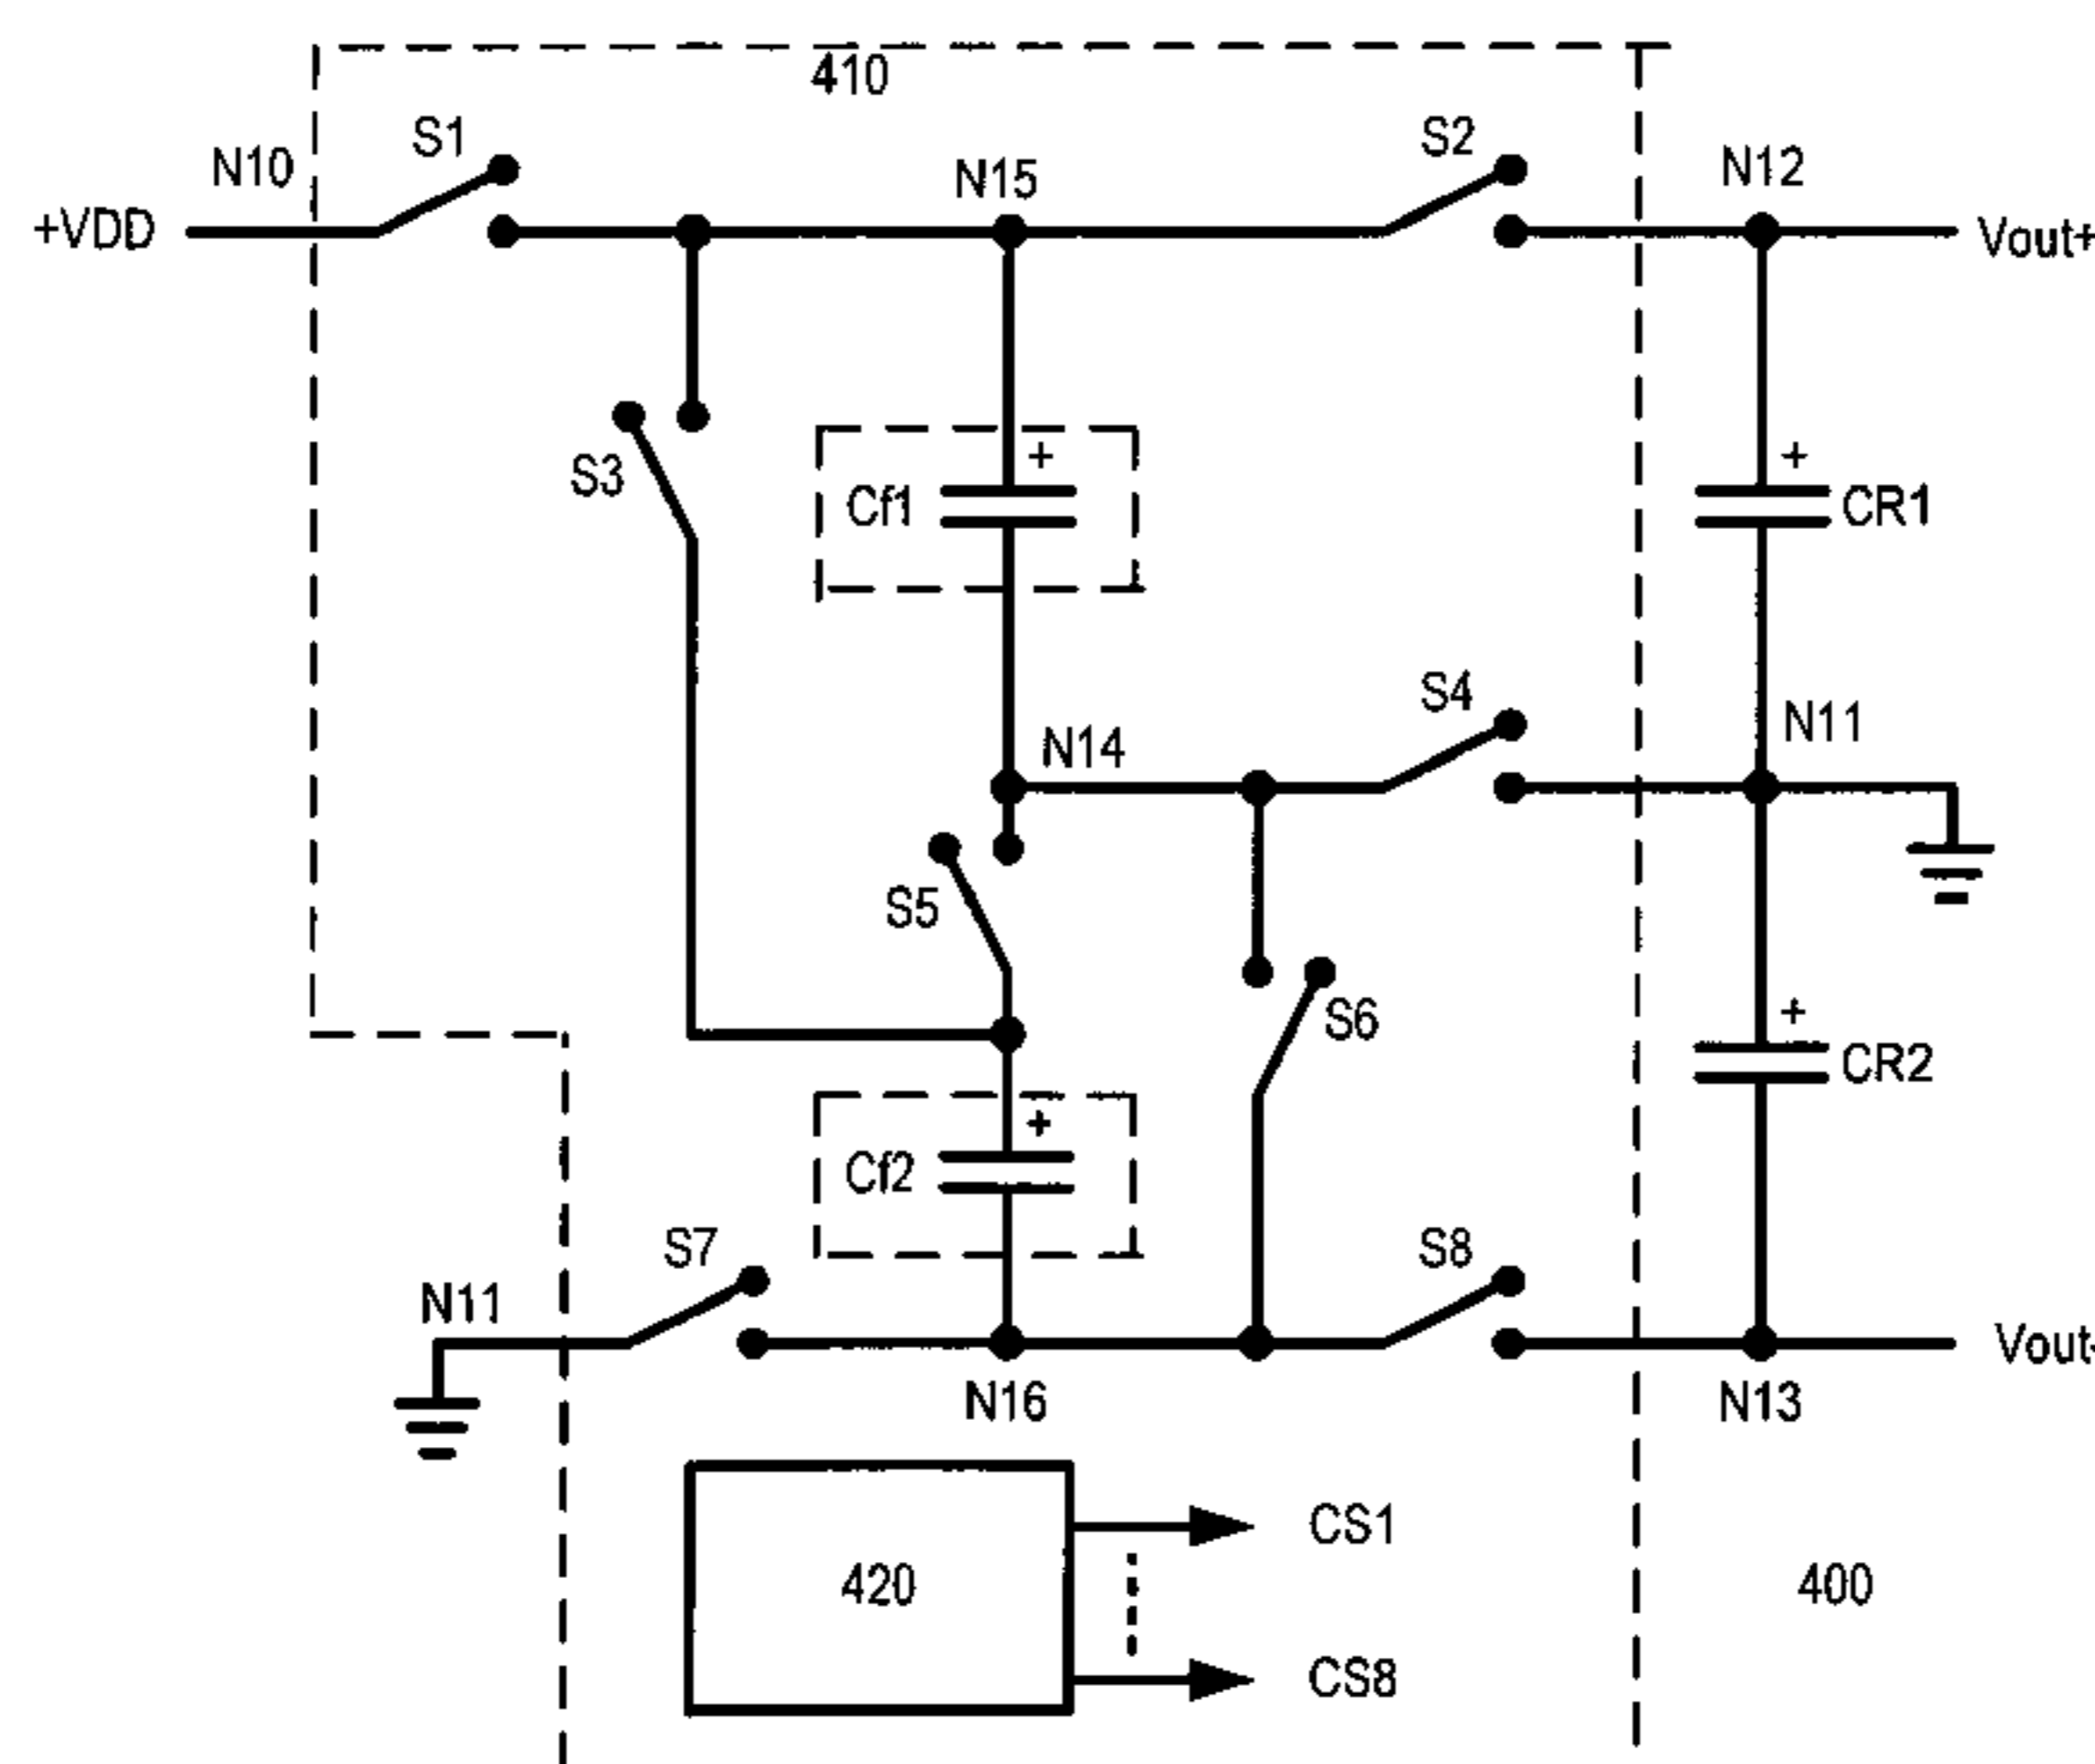 410
N10
S1
N15
S2
N12
+VDD
Vout+
S3
+
Cf1
+
CR1
S4
N14
N11
S5
S6
+
CR2
+
Cf2
S7
S8
N11
Vout-
N16
N13
CS1
420
400
CS8